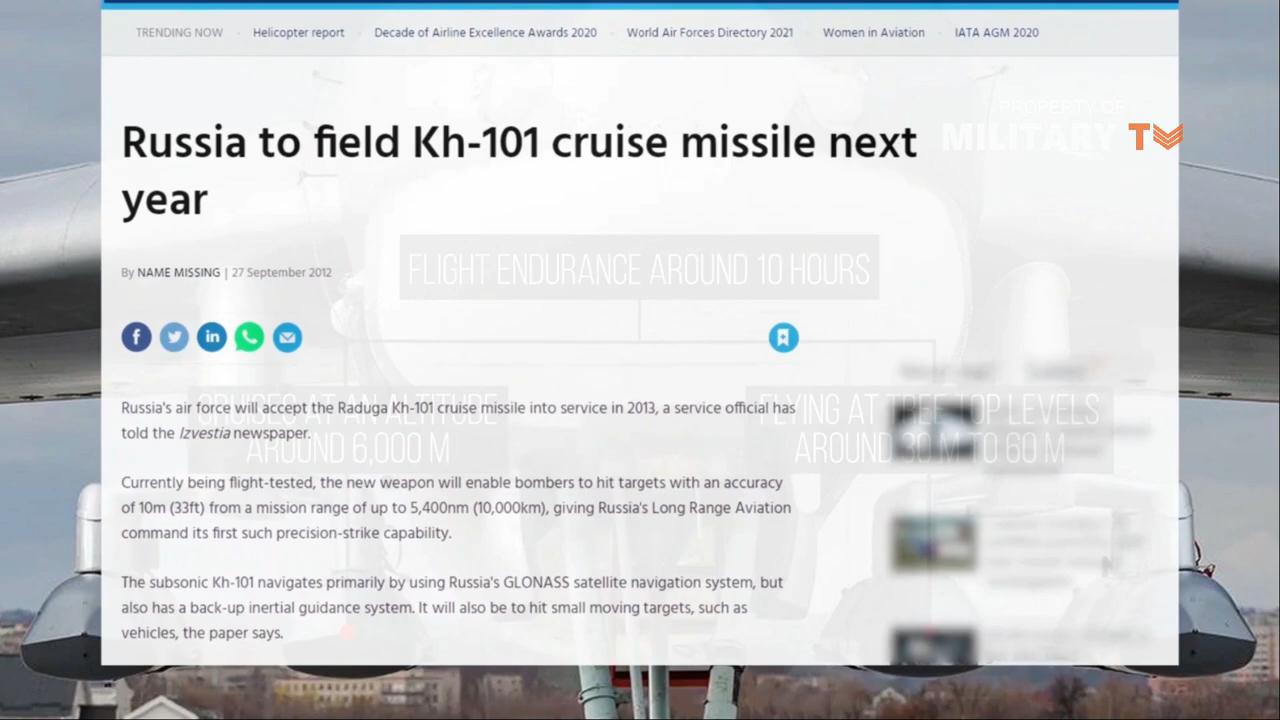 TRENDING NOW Helicopter report Decade of Airline Excellence Awards 2020 World Air Forces Directory 2021 Women in Aviation IATA AGM 2020
PROPERTY OF
MILITARY TV
Russia to field Kh-101 cruise missile next
year
FLIGHT ENDURANCE AROUND 10 HOURS
By NAME MISSING | 27 September 2012
CRUISES AT AN ALTITUDE
AROUND 6,000 M
FLYING AT TREE TOP LEVELS
AROUND 30 M TO 60 M
Russia's air force will accept the Raduga Kh-101 cruise missile into service in 2013, a service official has
told the Izvestia newspaper.
Currently being flight-tested, the new weapon will enable bombers to hit targets with an accuracy
of 10m (33ft) from a mission range of up to 5,400nm (10,000km), giving Russia's Long Range Aviation
command its first such precision-strike capability.
The subsonic Kh-101 navigates primarily by using Russia's GLONASS satellite navigation system, but
also has a back-up inertial guidance system. It will also be to hit small moving targets, such as
vehicles, the paper says.